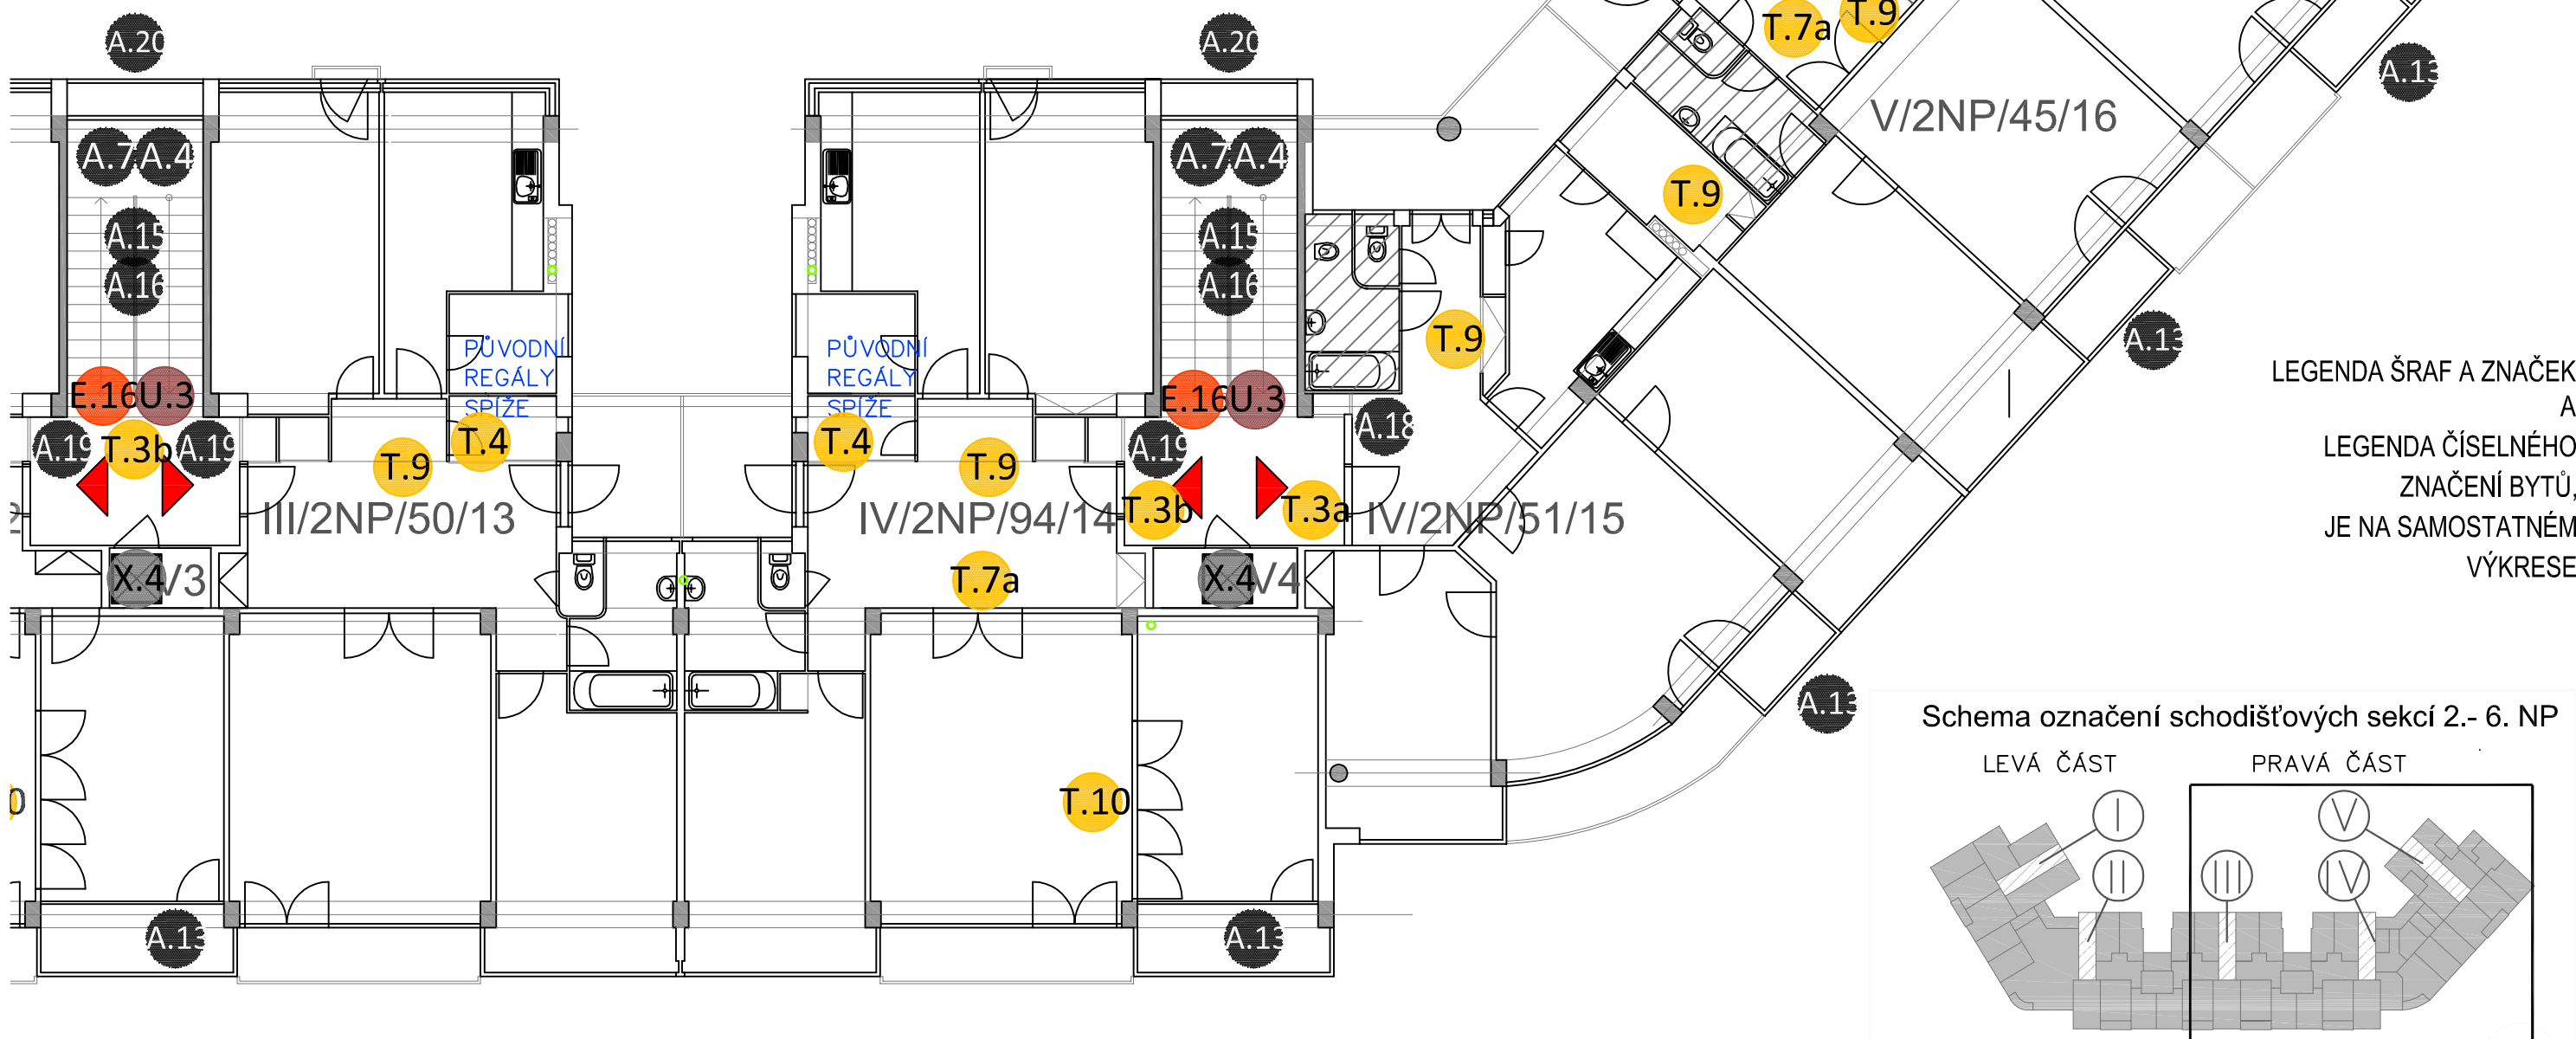 A.20
A.20
T.7a
T.9
A.13
V/2NP/45/16
A.7
A.4
A.7
A.4
T.9
A.15
A.15
A.16
A.16
T.9
A.13
PŮVODNÍ
REGÁLY
SPÍŽE
PŮVODNÍ
REGÁLY
SPÍŽE
LEGENDA ŠRAF A ZNAČEK
A
LEGENDA ČÍSELNÉHO
ZNAČENÍ BYTŮ,
JE NA SAMOSTATNÉM
VÝKRESE
E.16
U.3
E.16
U.3
A.19
T.3b
A.19
T.9
T.4
T.4
T.9
A.19
A.18
III/2NP/50/13
IV/2NP/94/14
T.3b
T.3a
IV/2NP/51/15
X.4
V3
T.7a
X.4
V4
A.13
T.10
A.13
A.13
Schema označení schodišťových sekcí 2.- 6. NP
LEVÁ ČÁST
PRAVÁ ČÁST
I
V
II
III
IV